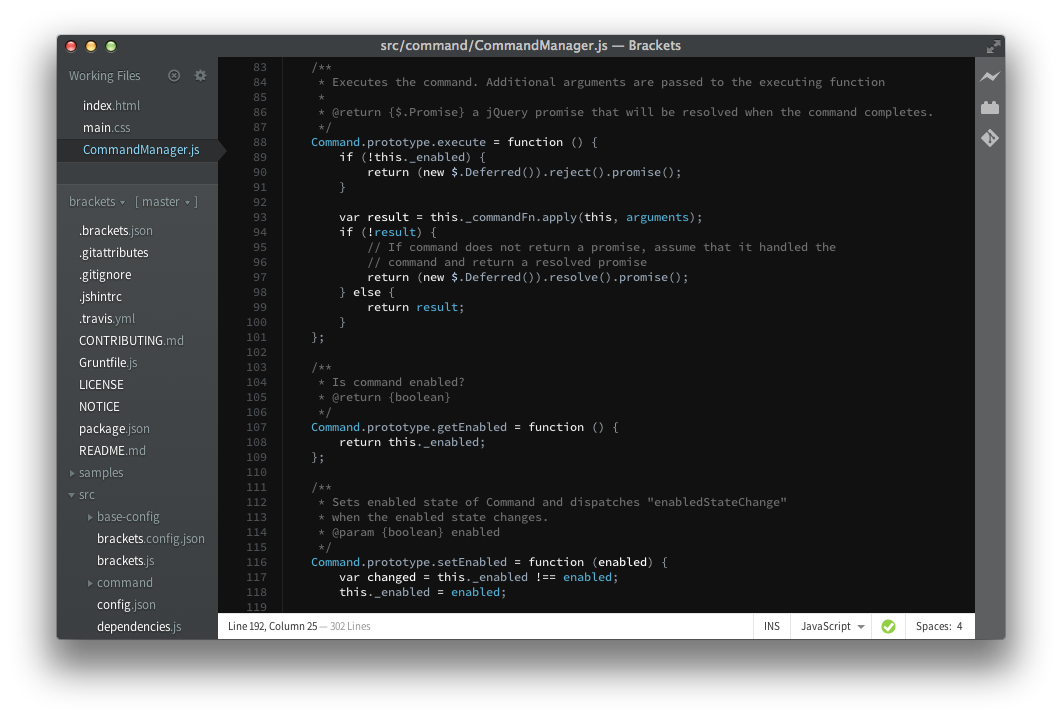 src/command/CommandManager.js — Brackets
Working Files
index.html
main.css
CommandManager.js
brackets [ master ]
.brackets.json
.gitattributes
.gitignore
.jshintrc
.travis.yml
CONTRIBUTING.md
Gruntfile.js
LICENSE
NOTICE
package.json
README.md
samples
src
base-config
brackets.config.json
brackets.js
command
config.json
dependencies.js
83 /**
84 * Executes the command. Additional arguments are passed to the executing function
85 *
86 * @return {$.Promise} a jQuery promise that will be resolved when the command completes.
87 */
88 Command.prototype.execute = function () {
89 if (!this._enabled) {
90 return (new $.Deferred()).reject().promise();
91 }
92
93 var result = this._commandFn.apply(this, arguments);
94 if (!result) {
95 // If command does not return a promise, assume that it handled the
96 // command and return a resolved promise
97 return (new $.Deferred()).resolve().promise();
98 } else {
99 return result;
100 }
101 };
102
103 /**
104 * Is command enabled?
105 * @return {boolean}
106 */
107 Command.prototype.getEnabled = function () {
108 return this._enabled;
109 };
110
111 /**
112 * Sets enabled state of Command and dispatches "enabledStateChange"
113 * when the enabled state changes.
114 * @param {boolean} enabled
115 */
116 Command.prototype.setEnabled = function (enabled) {
117 var changed = this._enabled !== enabled;
118 this._enabled = enabled;
119
Line 192, Column 25 — 302 Lines
INS
JavaScript
Spaces: 4